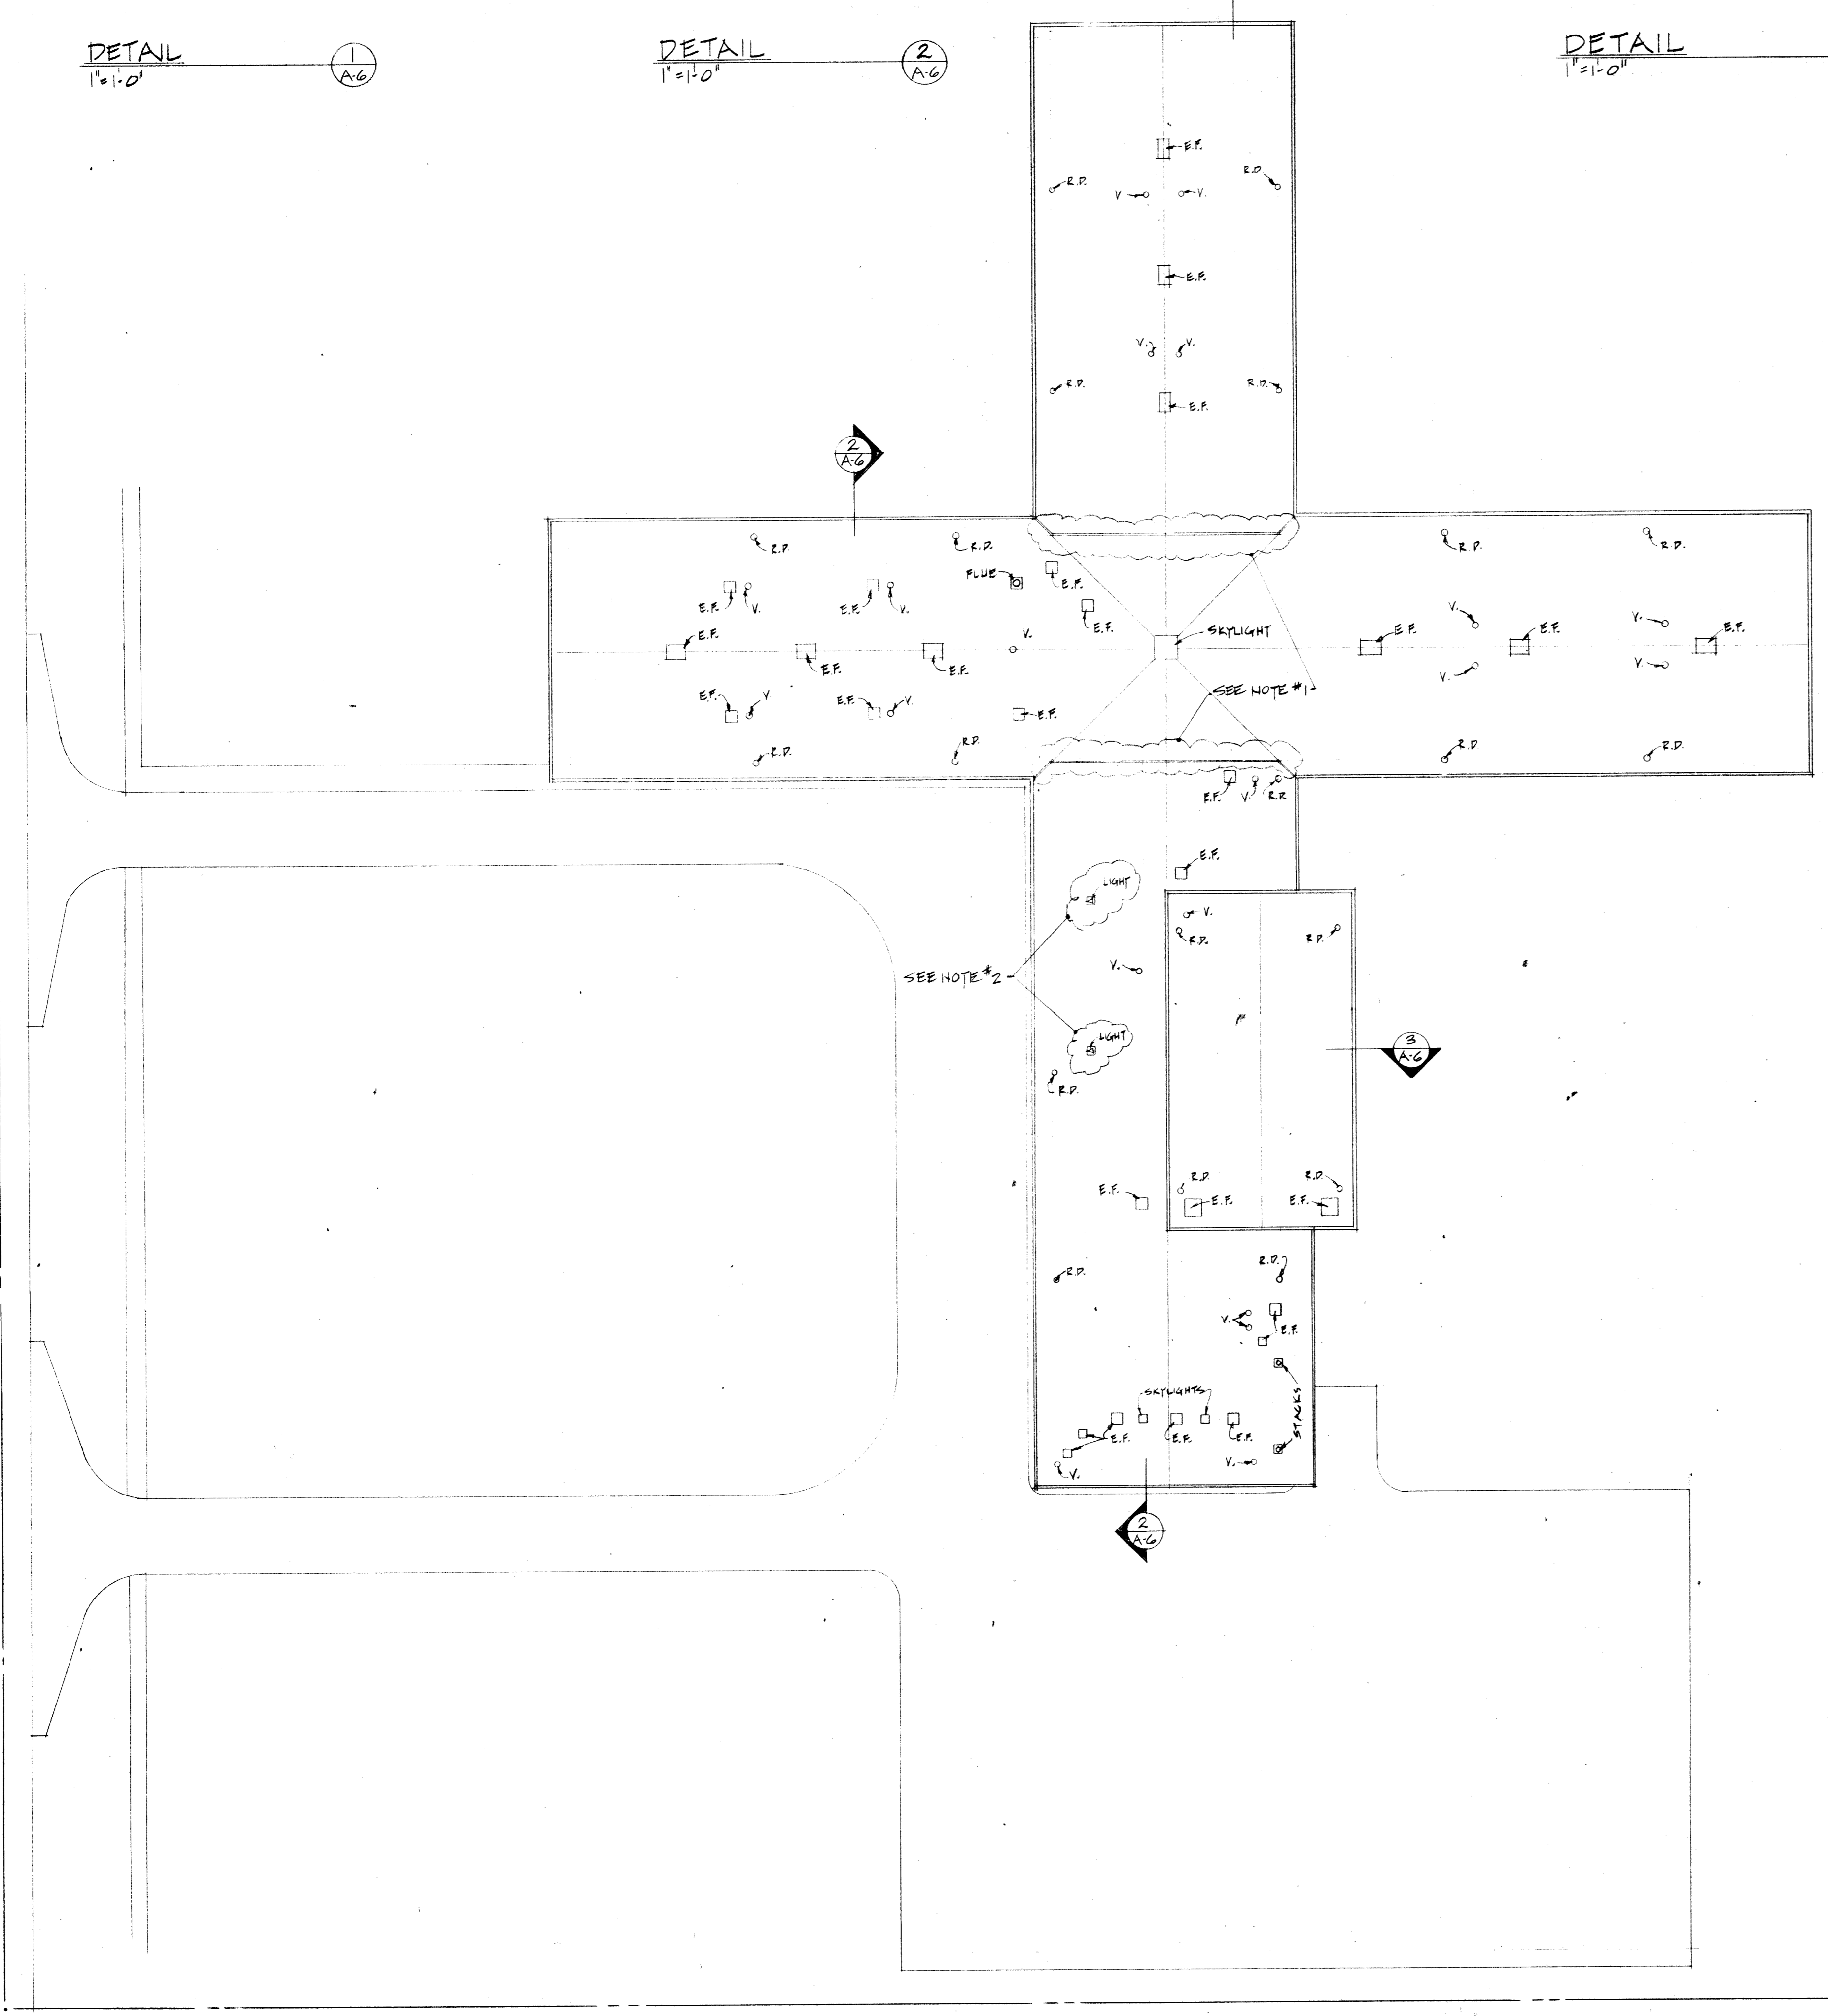 DETAIL
1"=1'-0"
1
A-6
DETAIL
1"=1'-0"
2
A-6
DETAIL
1"=1'-0"
E.F.
R.D.
R.D
V
V.
E.F.
V.
V.
R.D.
R.D.
E.F.
2
A-6
R.D.
R.D.
R.D.
R.D.
FLUE
E.F.
E.F.
V.
E.F.
V.
E.F.
V.
V.
E.F.
V.
SKYLIGHT
E.F.
E.F.
E.F.
E.F.
E.F.
E.F.
V.
V.
SEE NOTE #1
E.F.
V.
E.F.
V.
E.F.
R.D.
R.D.
R.D.
R.D.
E.F.
V.
R.D.
E.F.
LIGHT
V.
R.D.
R.D.
V.
SEE NOTE #2
LIGHT
3
A-6
R.D.
R.D.
R.D.
E.F.
E.F.
E.F.
R.D.
R.D.
V.
E.F.
SKYLIGHTS
STACKS
E.F.
E.F.
E.F.
V.
V.
2
A-6